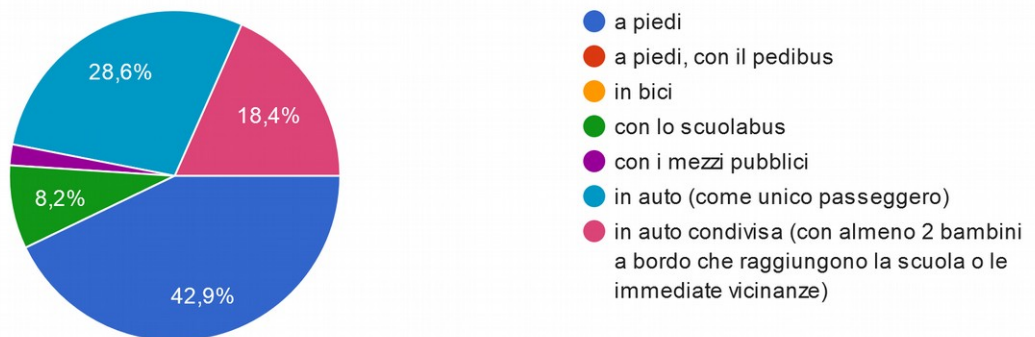 28,6%
18,4%
8,2%
42,9%
a piedi
a piedi, con il pedibus
in bici
con lo scuolabus
con i mezzi pubblici
in auto (come unico passeggero)
in auto condivisa (con almeno 2 bambini
a bordo che raggiungono la scuola o le
immediate vicinanze)